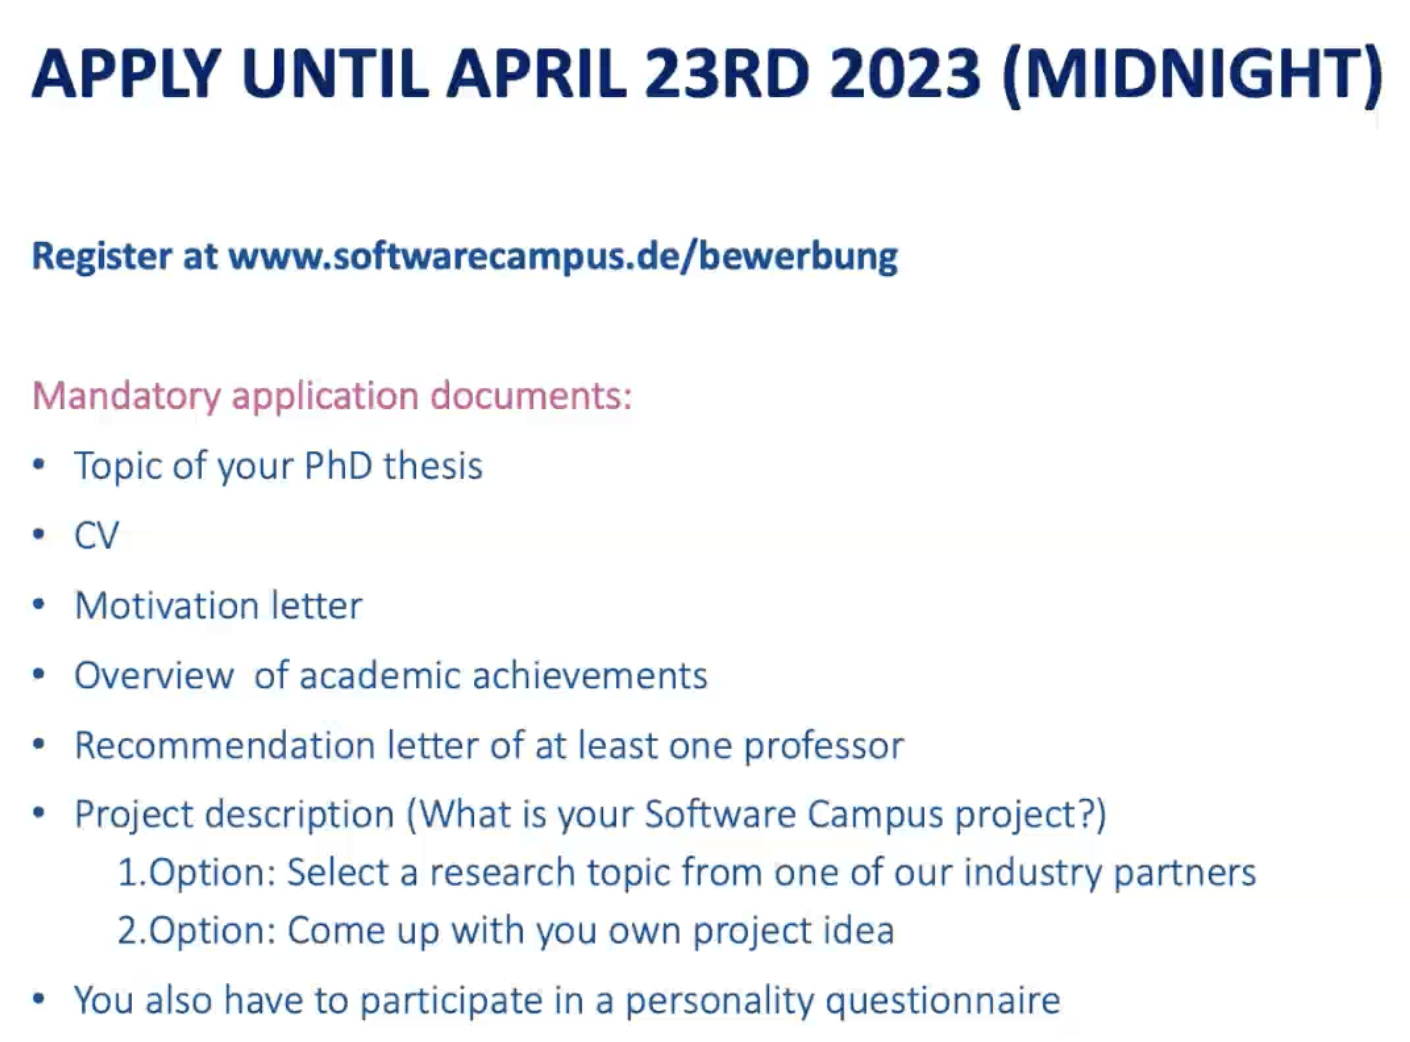 APPLY UNTIL APRIL 23RD 2023 (MIDNIGHT)
Register at www.softwarecampus.de/bewerbung
Mandatory application documents:
• Topic of your PhD thesis
• CV
• Motivation letter
• Overview of academic achievements
• Recommendation letter of at least one professor
• Project description (What is your Software Campus project?)
1.Option: Select a research topic from one of our industry partners
2.Option: Come up with you own project idea
• You also have to participate in a personality questionnaire